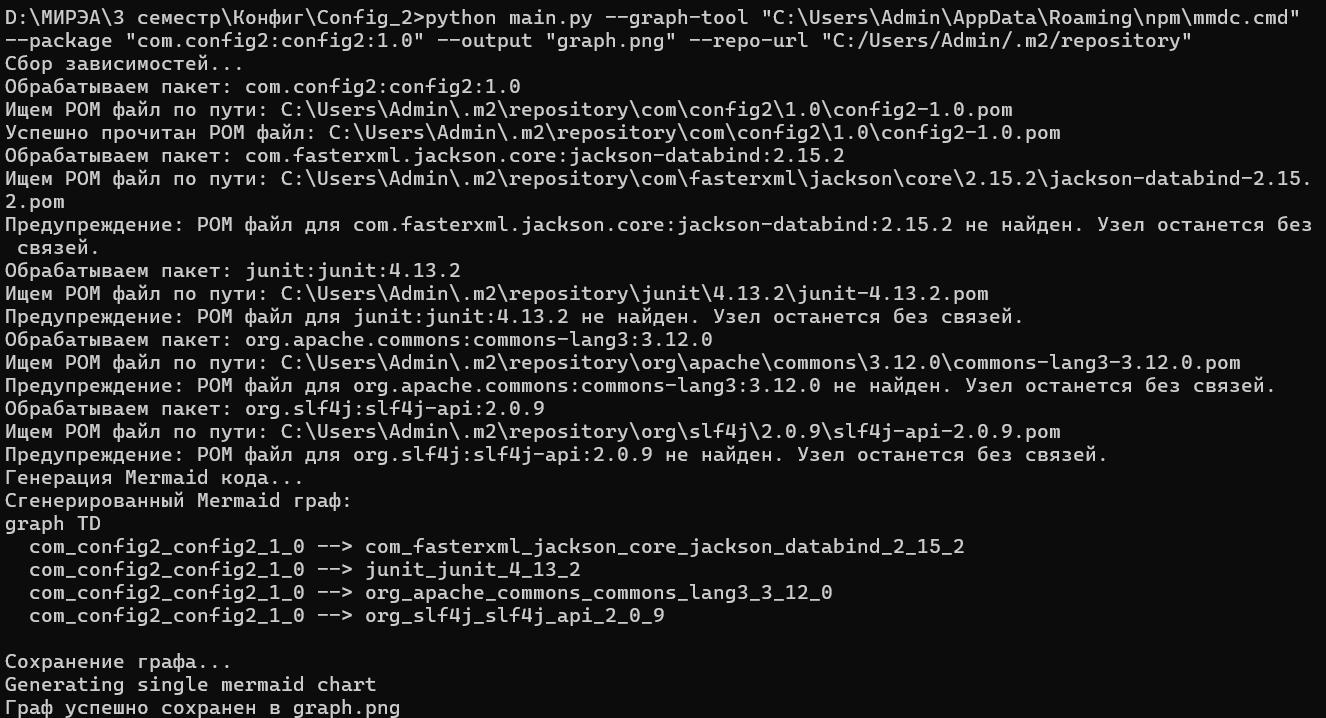 D:\МИРЭА\3 семестр\Конфиг\Config_2>python main.py --graph-tool "C:\Users\Admin\AppData\Roaming\npm\mmdc.cmd"
--package "com.config2:config2:1.0" --output "graph.png" --repo-url "C:/Users/Admin/.m2/repository"
Сбор зависимостей...
Обрабатываем пакет: com.config2:config2:1.0
Ищем POM файл по пути: C:\Users\Admin\.m2\repository\com\config2\1.0\config2-1.0.pom
Успешно прочитан POM файл: C:\Users\Admin\.m2\repository\com\config2\1.0\config2-1.0.pom
Обрабатываем пакет: com.fasterxml.jackson.core:jackson-databind:2.15.2
Ищем POM файл по пути: C:\Users\Admin\.m2\repository\com\fasterxml\jackson\core\2.15.2\jackson-databind-2.15.
2.pom
Предупреждение: POM файл для com.fasterxml.jackson.core:jackson-databind:2.15.2 не найден. Узел останется без
 связей.
Обрабатываем пакет: junit:junit:4.13.2
Ищем POM файл по пути: C:\Users\Admin\.m2\repository\junit\4.13.2\junit-4.13.2.pom
Предупреждение: POM файл для junit:junit:4.13.2 не найден. Узел останется без связей.
Обрабатываем пакет: org.apache.commons:commons-lang3:3.12.0
Ищем POM файл по пути: C:\Users\Admin\.m2\repository\org\apache\commons\3.12.0\commons-lang3-3.12.0.pom
Предупреждение: POM файл для org.apache.commons:commons-lang3:3.12.0 не найден. Узел останется без связей.
Обрабатываем пакет: org.slf4j:slf4j-api:2.0.9
Ищем POM файл по пути: C:\Users\Admin\.m2\repository\org\slf4j\2.0.9\slf4j-api-2.0.9.pom
Предупреждение: POM файл для org.slf4j:slf4j-api:2.0.9 не найден. Узел останется без связей.
Генерация Mermaid кода...
Сгенерированный Mermaid граф:
graph TD
  com_config2_config2_1_0 --> com_fasterxml_jackson_core_jackson_databind_2_15_2
  com_config2_config2_1_0 --> junit_junit_4_13_2
  com_config2_config2_1_0 --> org_apache_commons_commons_lang3_3_12_0
  com_config2_config2_1_0 --> org_slf4j_slf4j_api_2_0_9

Сохранение графа...
Generating single mermaid chart
Граф успешно сохранен в graph.png